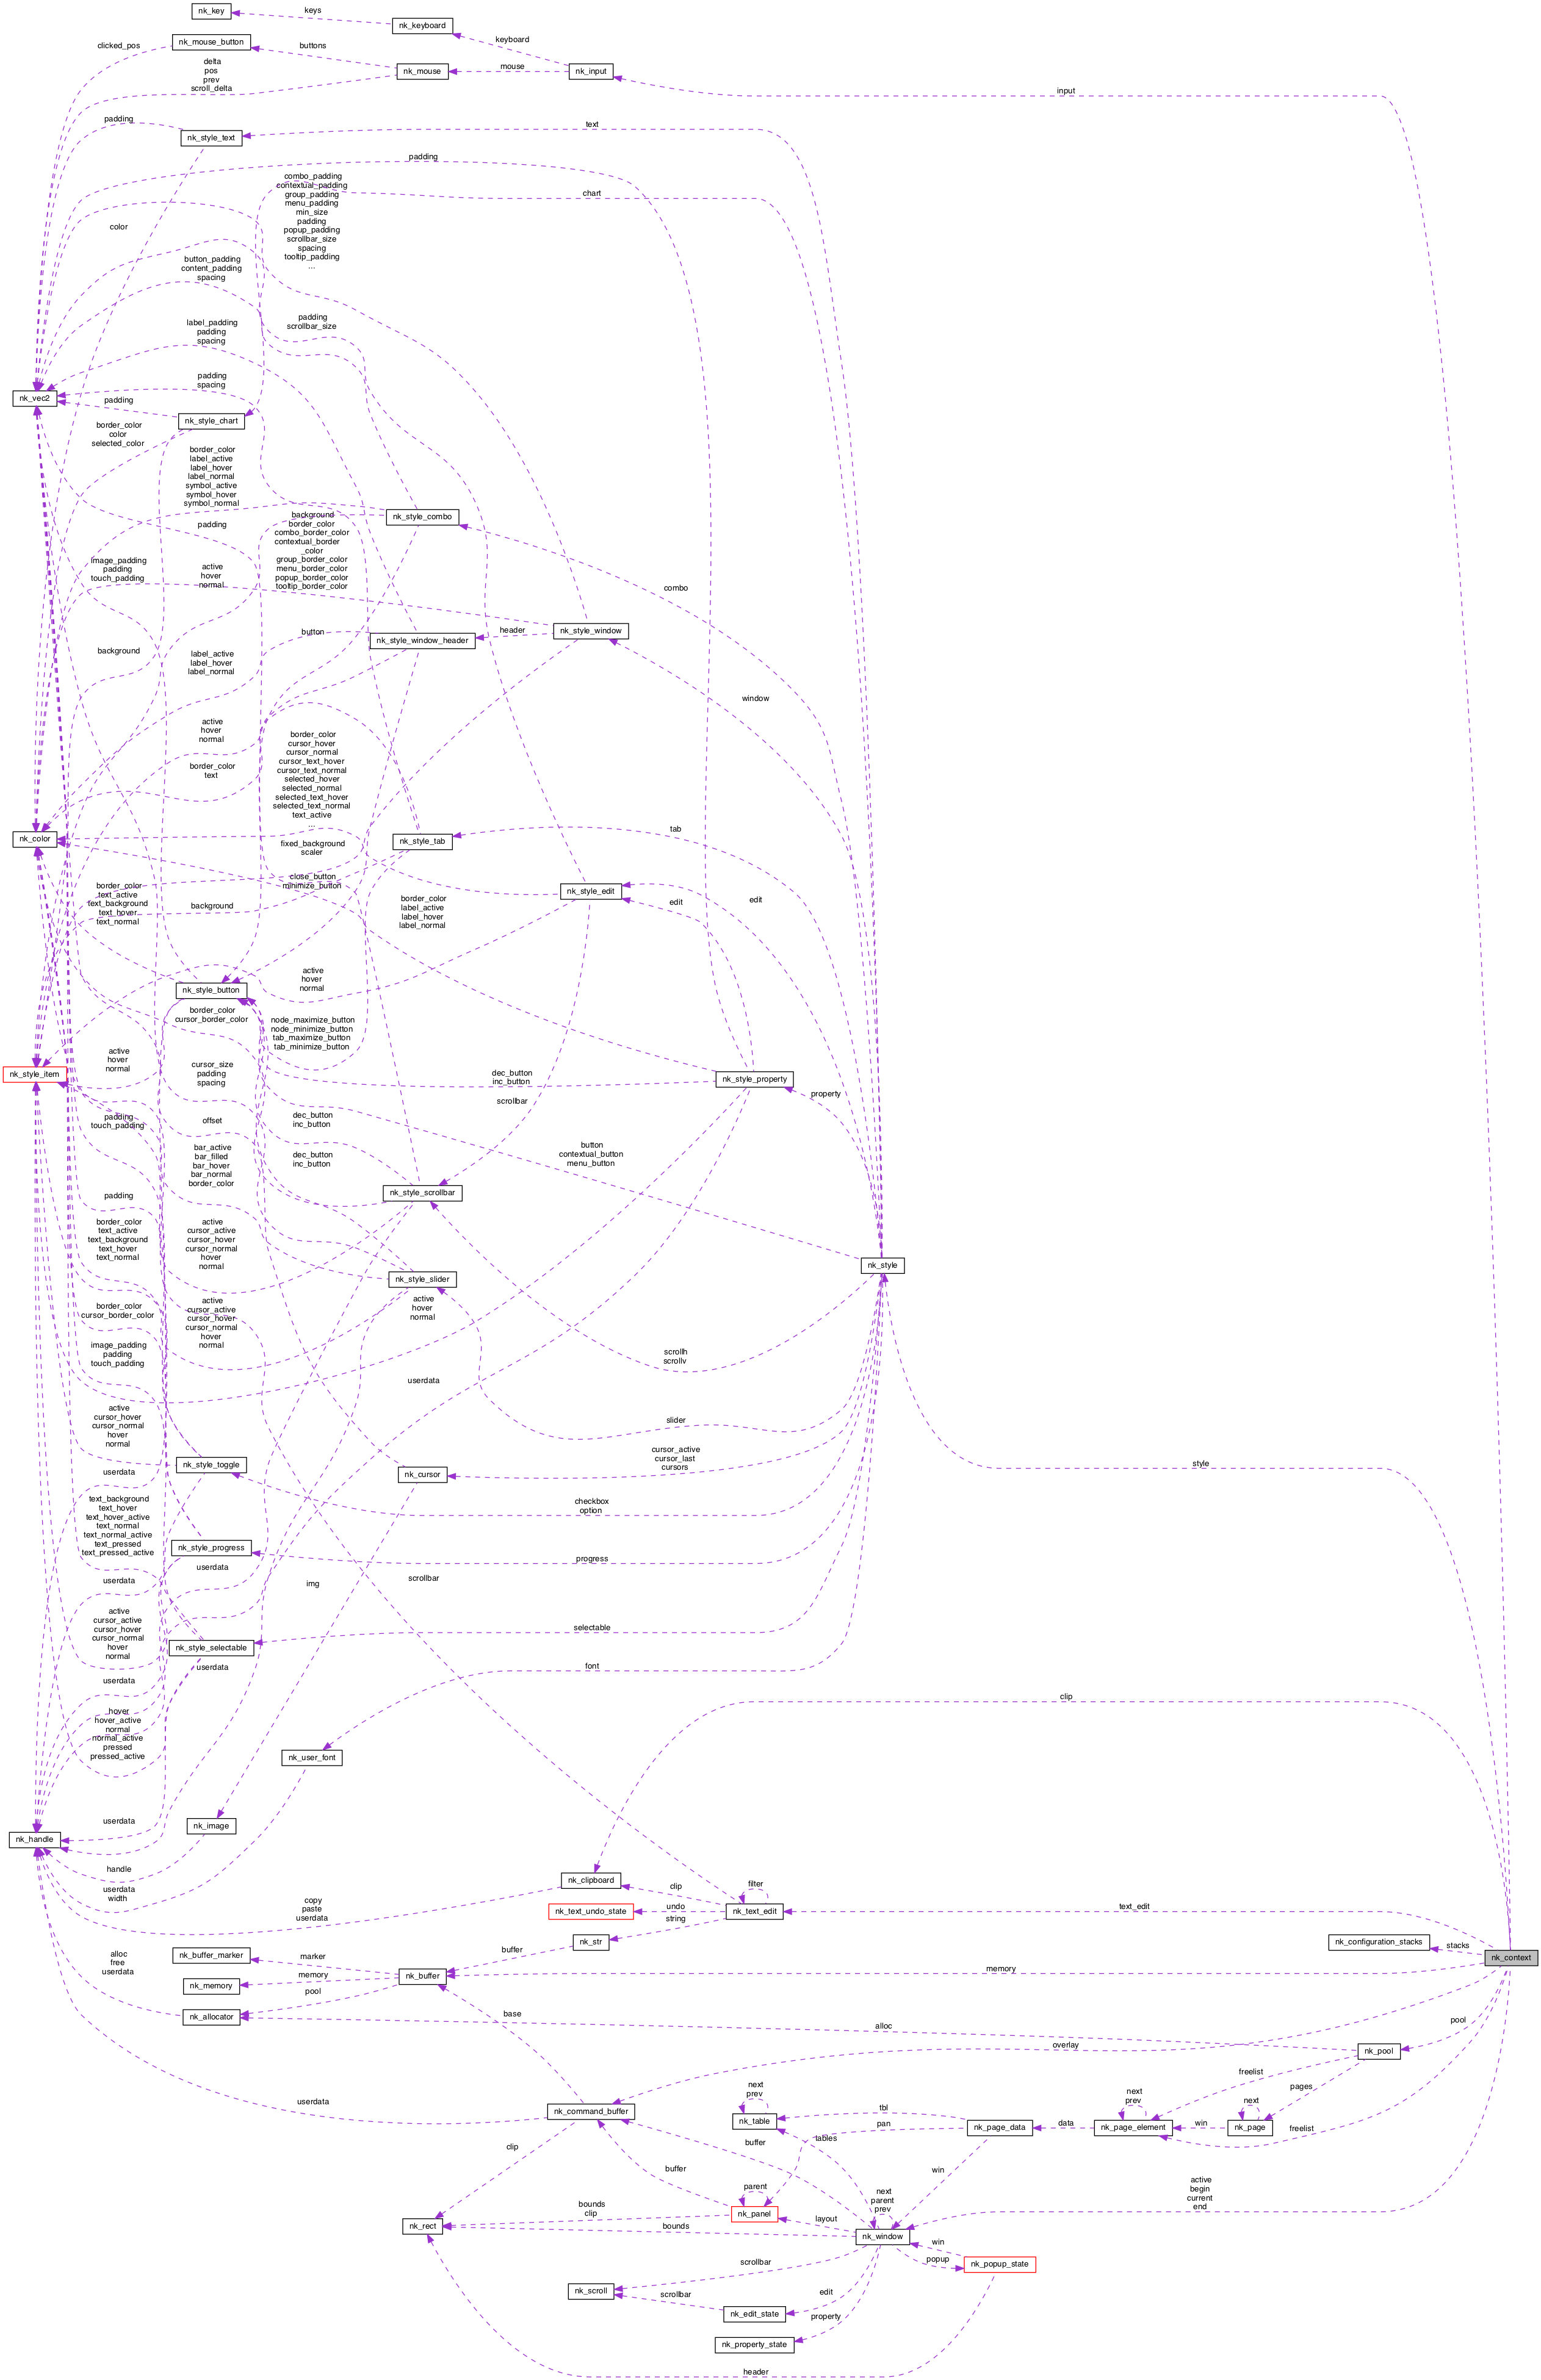 nk_key
keys
nk_keyboard
nk_mouse_button
clicked_pos
buttons
keyboard
delta
pos
prev
scroll_delta
nk_mouse
mouse
nk_input
input
padding
nk_style_text
text
padding
combo_padding
contextual_padding
group_padding
menu_padding
min_size
padding
popup_padding
scrollbar_size
spacing
tooltip_padding
...
chart
color
button_padding
content_padding
spacing
label_padding
padding
spacing
padding
scrollbar_size
padding
spacing
nk_vec2
padding
nk_style_chart
border_color
color
selected_color
border_color
label_active
label_hover
label_normal
symbol_active
symbol_hover
symbol_normal
nk_style_combo
padding
background
border_color
combo_border_color
contextual_border
_color
group_border_color
menu_border_color
popup_border_color
tooltip_border_color
image_padding
padding
touch_padding
active
hover
normal
combo
button
nk_style_window_header
header
nk_style_window
background
label_active
label_hover
label_normal
window
active
hover
normal
border_color
text
border_color
cursor_hover
cursor_normal
cursor_text_hover
cursor_text_normal
selected_hover
selected_normal
selected_text_hover
selected_text_normal
text_active
...
nk_color
fixed_background
scaler
nk_style_tab
tab
close_button
minimize_button
nk_style_edit
edit
edit
border_color
text_active
text_background
text_hover
text_normal
background
border_color
label_active
label_hover
label_normal
active
hover
normal
nk_style_button
border_color
cursor_border_color
node_maximize_button
node_minimize_button
tab_maximize_button
tab_minimize_button
active
hover
normal
nk_style_item
cursor_size
padding
spacing
dec_button
inc_button
nk_style_property
property
scrollbar
padding
touch_padding
offset
dec_button
inc_button
bar_active
bar_filled
bar_hover
bar_normal
border_color
dec_button
inc_button
button
contextual_button
menu_button
nk_style_scrollbar
padding
border_color
text_active
text_background
text_hover
text_normal
active
cursor_active
cursor_hover
cursor_normal
hover
normal
nk_style
nk_style_slider
border_color
cursor_border_color
active
cursor_active
cursor_hover
cursor_normal
hover
normal
active
hover
normal
image_padding
padding
touch_padding
scrollh
scrollv
userdata
active
cursor_hover
cursor_normal
hover
normal
slider
nk_style_toggle
nk_cursor
cursor_active
cursor_last
cursors
style
userdata
text_background
text_hover
text_hover_active
text_normal
text_normal_active
text_pressed
text_pressed_active
checkbox
option
nk_style_progress
progress
userdata
userdata
img
scrollbar
active
cursor_active
cursor_hover
cursor_normal
hover
normal
nk_style_selectable
selectable
userdata
userdata
font
clip
hover
hover_active
normal
normal_active
pressed
pressed_active
nk_user_font
userdata
nk_image
nk_handle
handle
nk_clipboard
userdata
width
copy
paste
userdata
clip
filter
nk_text_undo_state
undo
nk_text_edit
text_edit
string
nk_str
nk_configuration_stacks
stacks
nk_context
nk_buffer_marker
marker
buffer
alloc
free
userdata
memory
nk_memory
nk_buffer
memory
pool
nk_allocator
base
alloc
pool
overlay
nk_pool
freelist
pages
userdata
nk_command_buffer
next
prev
nk_table
tbl
nk_page_data
data
next
prev
nk_page_element
win
next
nk_page
freelist
pan
tables
clip
buffer
buffer
win
parent
next
parent
prev
active
begin
current
end
nk_rect
bounds
clip
nk_panel
layout
bounds
nk_window
win
popup
nk_popup_state
scrollbar
nk_scroll
scrollbar
nk_edit_state
edit
property
nk_property_state
header